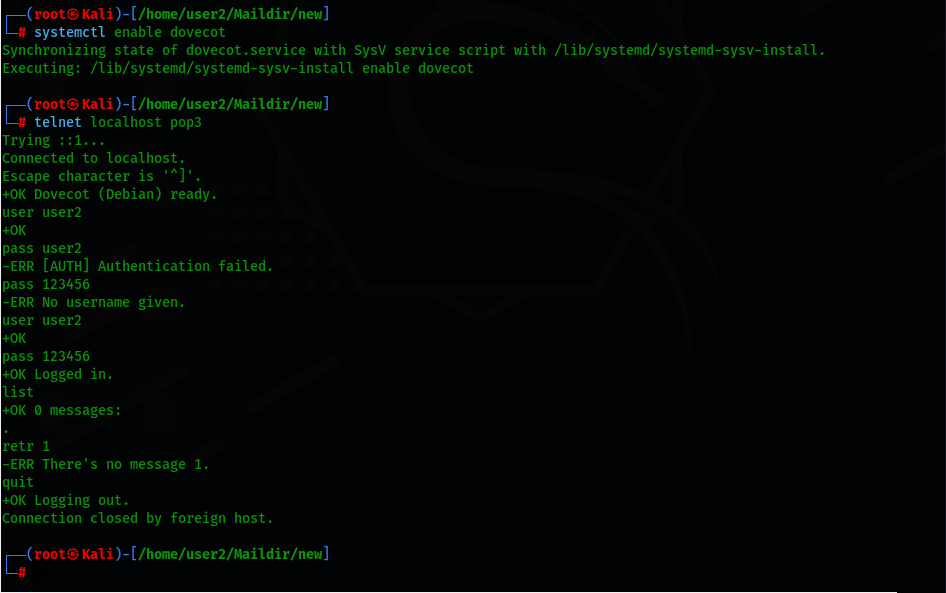 ┌──(root㉿Kali)-[/home/user2/Maildir/new]
└─# systemctl enable dovecot
Synchronizing state of dovecot.service with SysV service script with /lib/systemd/systemd-sysv-install.
Executing: /lib/systemd/systemd-sysv-install enable dovecot
┌──(root㉿Kali)-[/home/user2/Maildir/new]
└─# telnet localhost pop3
Trying ::1...
Connected to localhost.
Escape character is '^]'.
+OK Dovecot (Debian) ready.
user user2
+OK
pass user2
-ERR [AUTH] Authentication failed.
pass 123456
-ERR No username given.
user user2
+OK
pass 123456
+OK Logged in.
list
+OK 0 messages:
.
retr 1
-ERR There's no message 1.
quit
+OK Logging out.
Connection closed by foreign host.
┌──(root㉿Kali)-[/home/user2/Maildir/new]
└─#